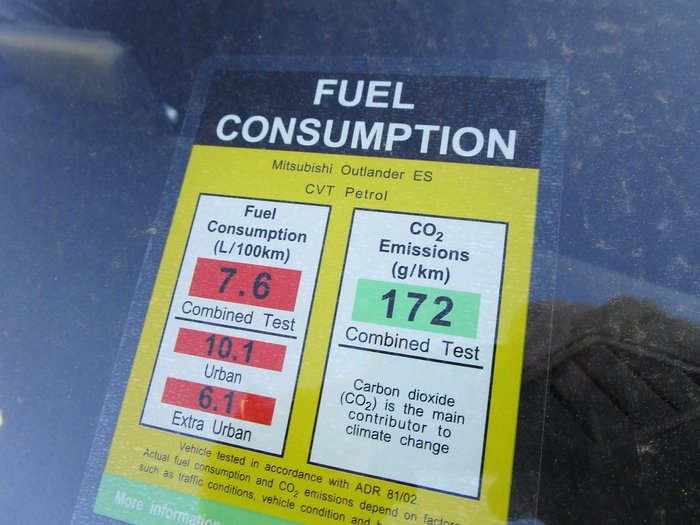 FUEL
CONSUMPTION
Mitsubishi Outlander ES
CVT Petrol
Fuel
Consumption
(L/100km)
7.6
Combined Test
10.1
Urban
6.1
Extra Urban
CO₂
Emissions
(g/km)
172
Combined Test
Carbon dioxide
(CO₂) is the main
contributor to
climate change
Vehicle tested in accordance with ADR 81/02
Actual fuel consumption and CO₂ emissions depend on factors
such as traffic conditions, vehicle condition and
More information